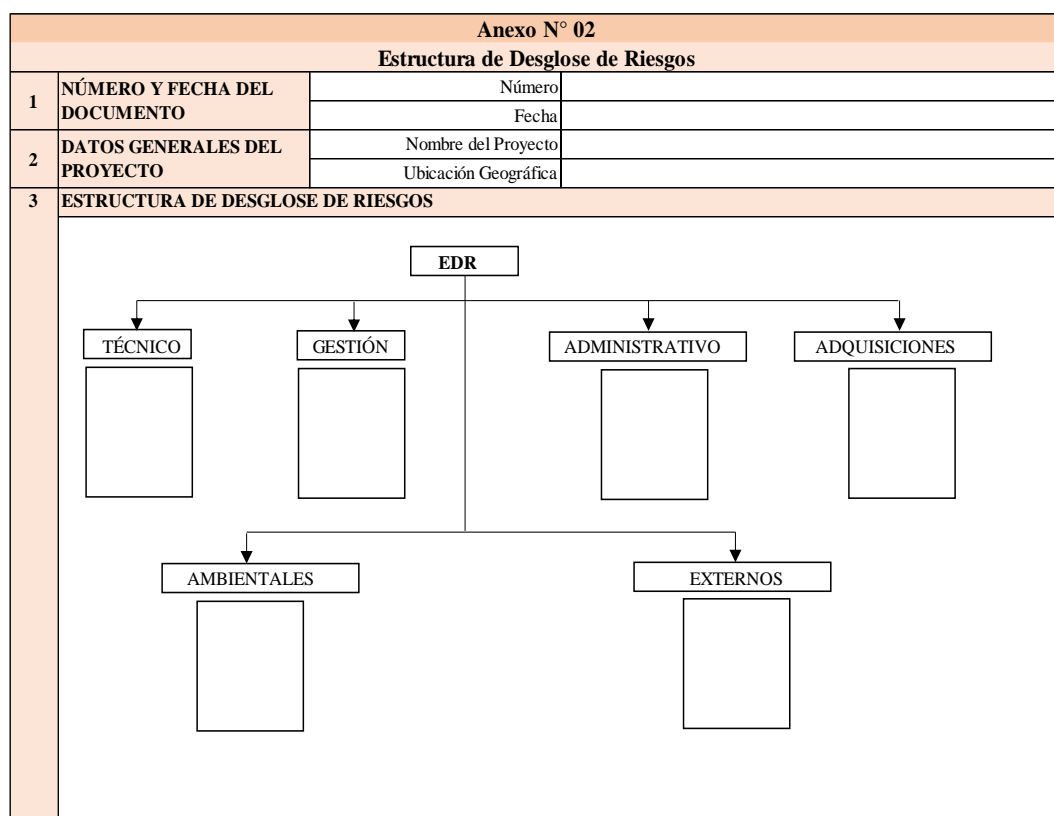 Anexo N° 02
Estructura de Desglose de Riesgos
1
NÚMERO Y FECHA DEL
DOCUMENTO
Número
Fecha
2
DATOS GENERALES DEL
PROYECTO
Nombre del Proyecto
Ubicación Geográfica
3
ESTRUCTURA DE DESGLOSE DE RIESGOS
EDR
TÉCNICO
GESTIÓN
ADMINISTRATIVO
ADQUISICIONES
AMBIENTALES
EXTERNOS